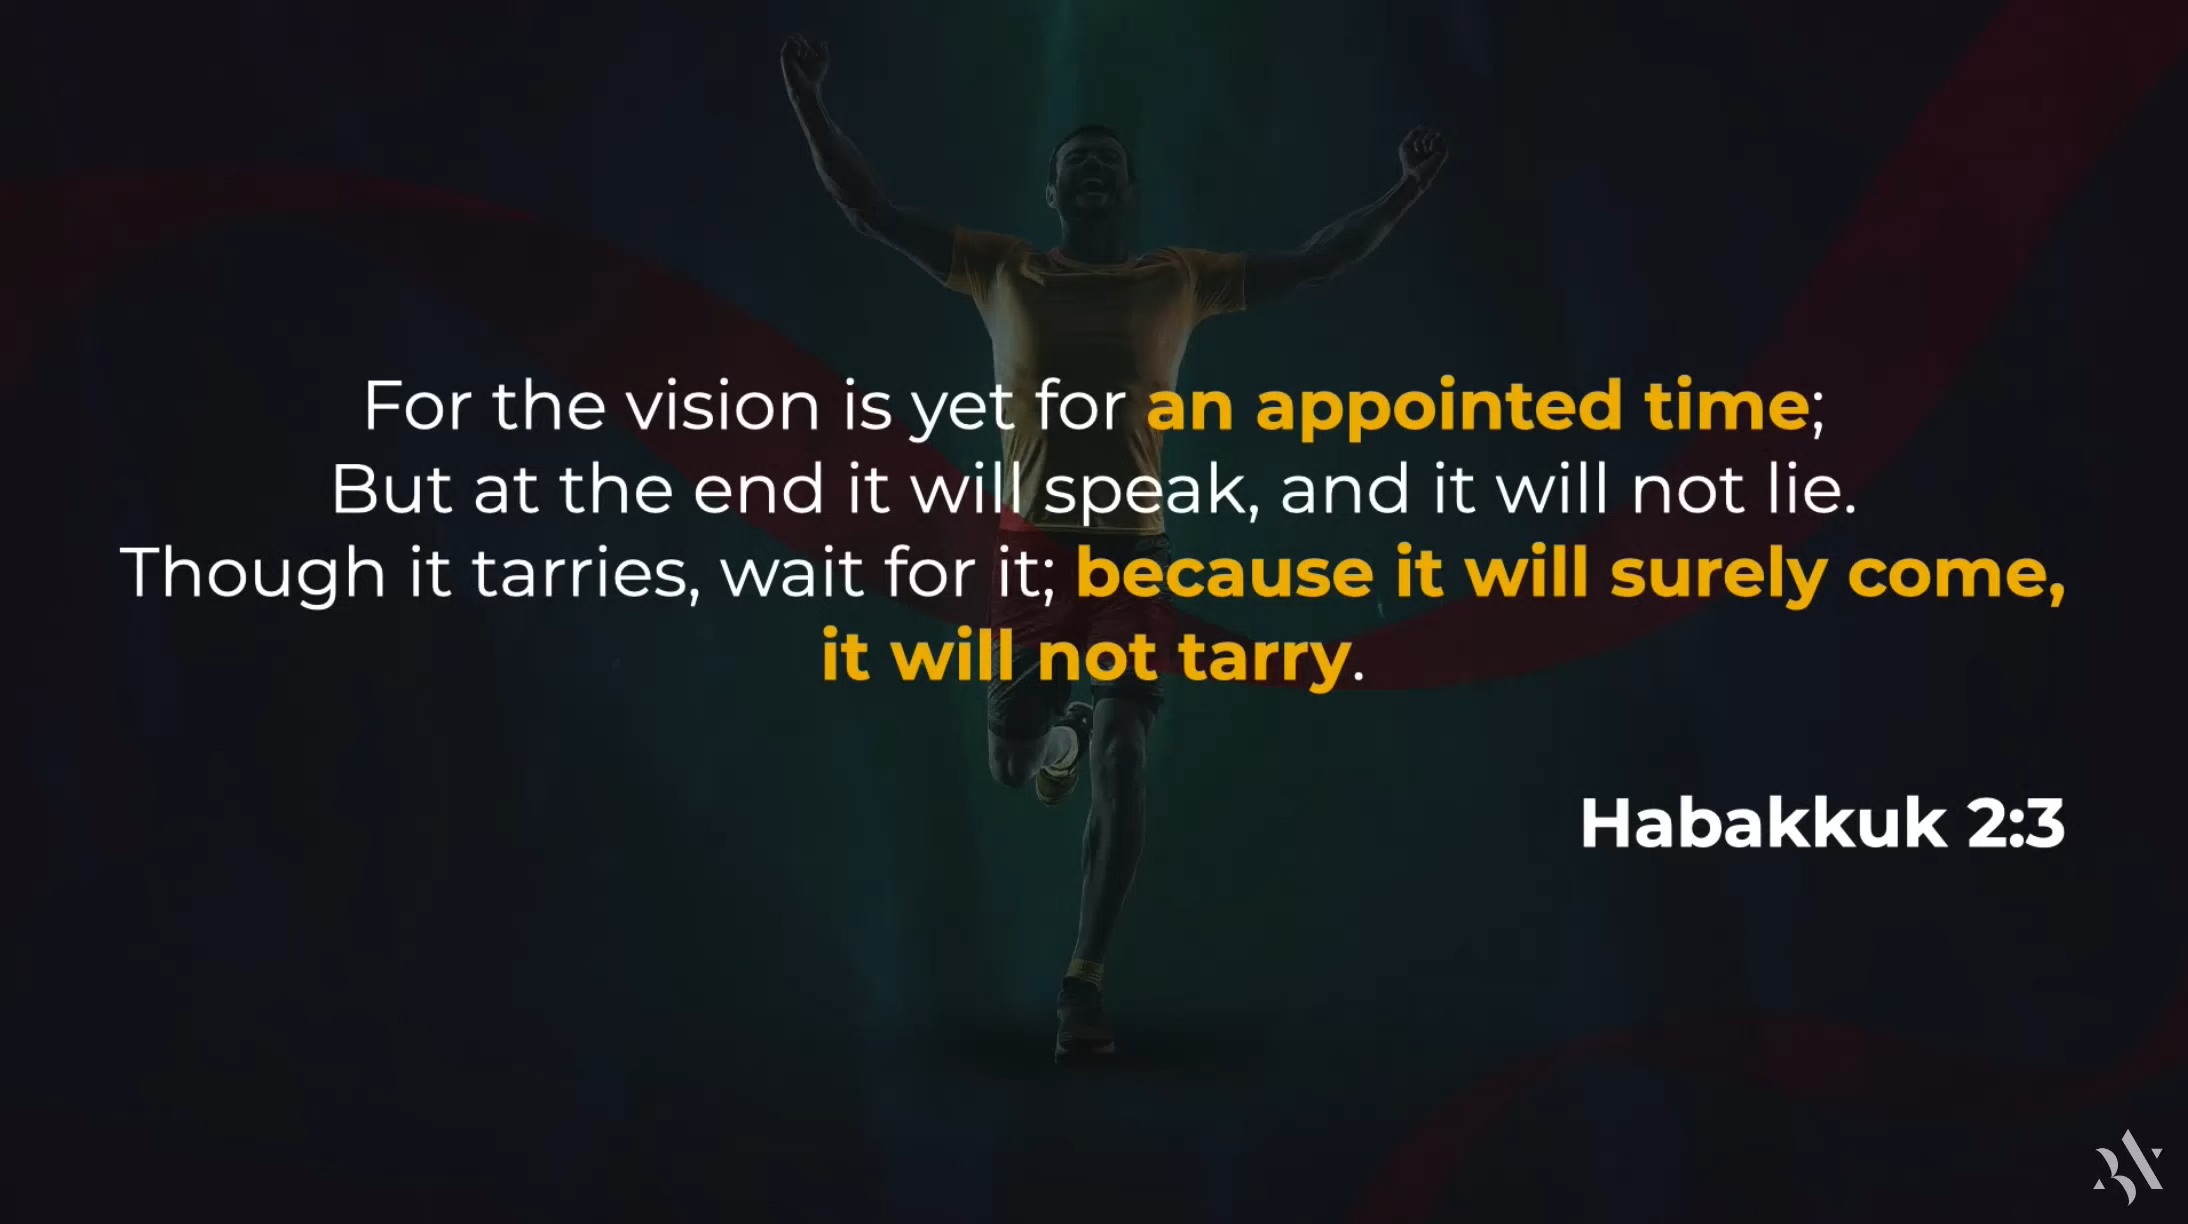 For the vision is yet for an appointed time;
But at the end it will speak, and it will not lie.
Though it tarries, wait for it; because it will surely come,
it will not tarry.
Habakkuk 2:3